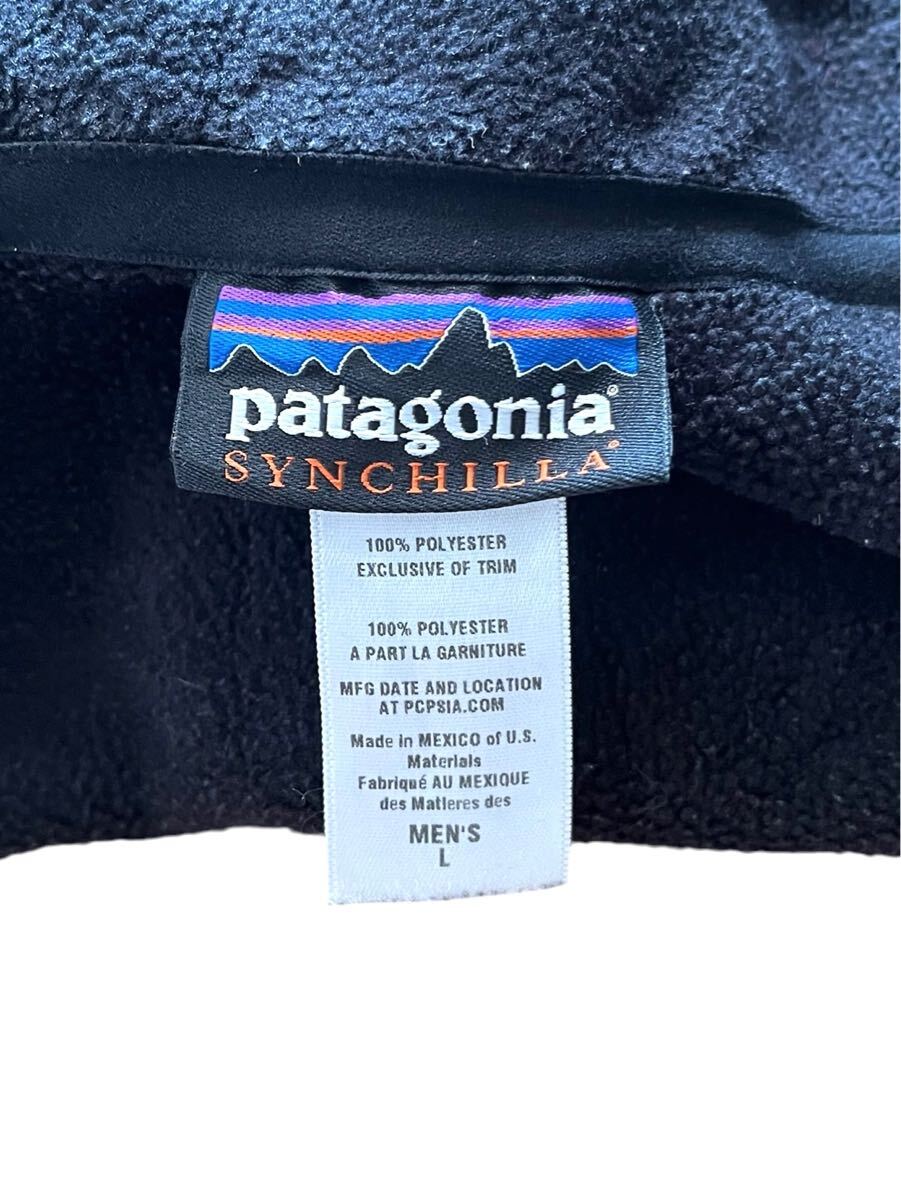 patagonia®
SYNCHILLA®
100% POLYESTER
EXCLUSIVE OF TRIM
100% POLYESTER
A PART LA GARNITURE
MFG DATE AND LOCATION
AT PCPSIA.COM
Made in MEXICO of U.S.
Materials
Fabriqué AU MEXIQUE
des Matieres des
MEN'S
L